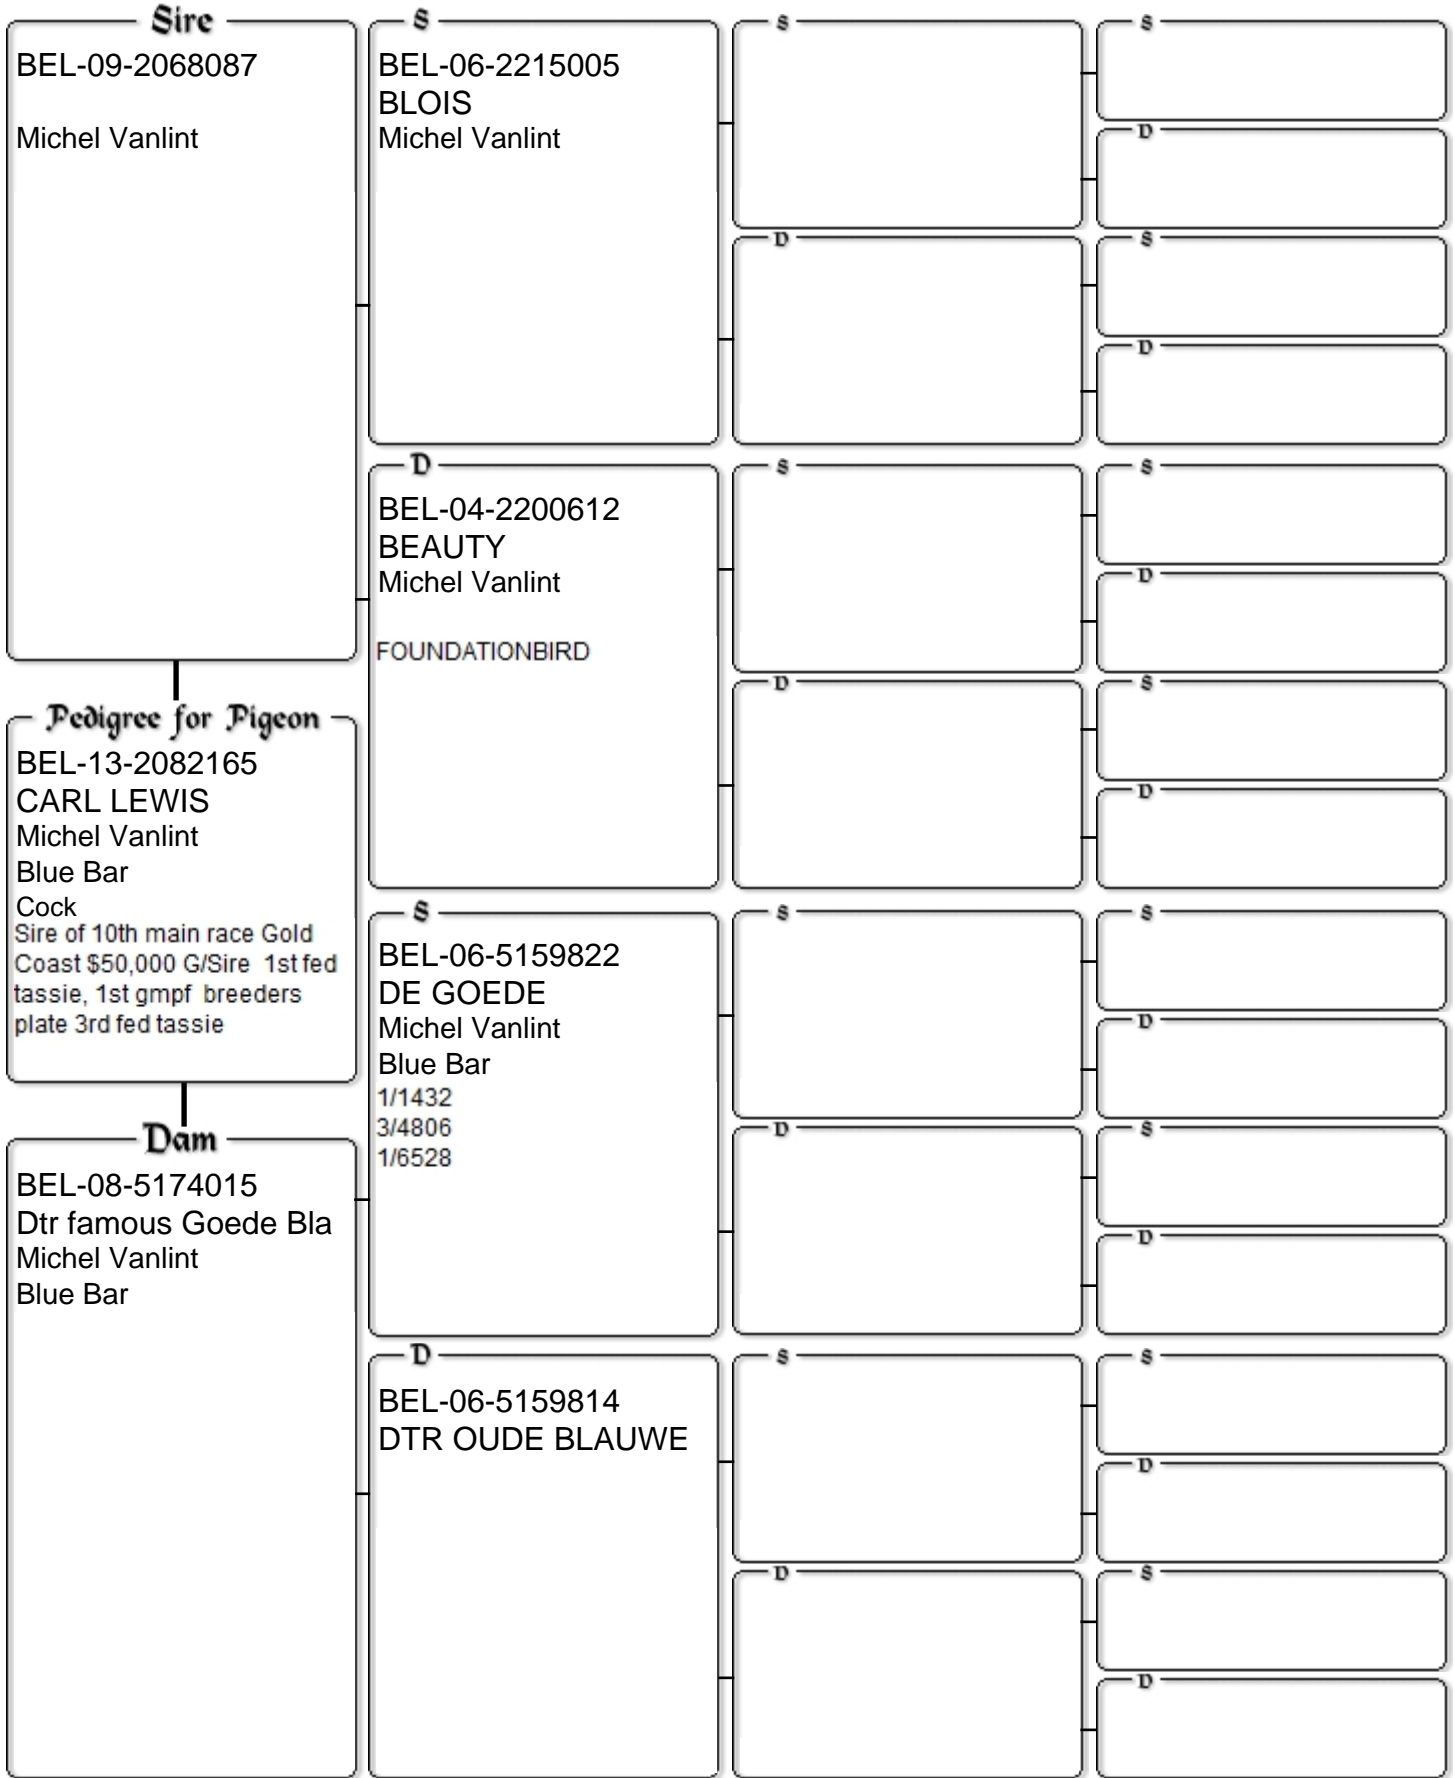 Sire
BEL-09-2068087
Michel Vanlint
Pedigree for Pigeon
BEL-13-2082165
CARL LEWIS
Michel Vanlint
Blue Bar
Cock
Sire of 10th main race Gold
Coast $50,000 G/Sire 1st fed
tassie, 1st gmpf breeders
plate 3rd fed tassie
Dam
BEL-08-5174015
Dtr famous Goede Bla
Michel Vanlint
Blue Bar
S
BEL-06-2215005
BLOIS
Michel Vanlint
D
BEL-04-2200612
BEAUTY
Michel Vanlint
FOUNDATIONBIRD
S
BEL-06-5159822
DE GOEDE
Michel Vanlint
Blue Bar
1/1432
3/4806
1/6528
D
BEL-06-5159814
DTR OUDE BLAUWE
S
D
S
D
S
D
S
D
S
D
S
D
S
D
S
D
S
D
S
D
S
D
S
D